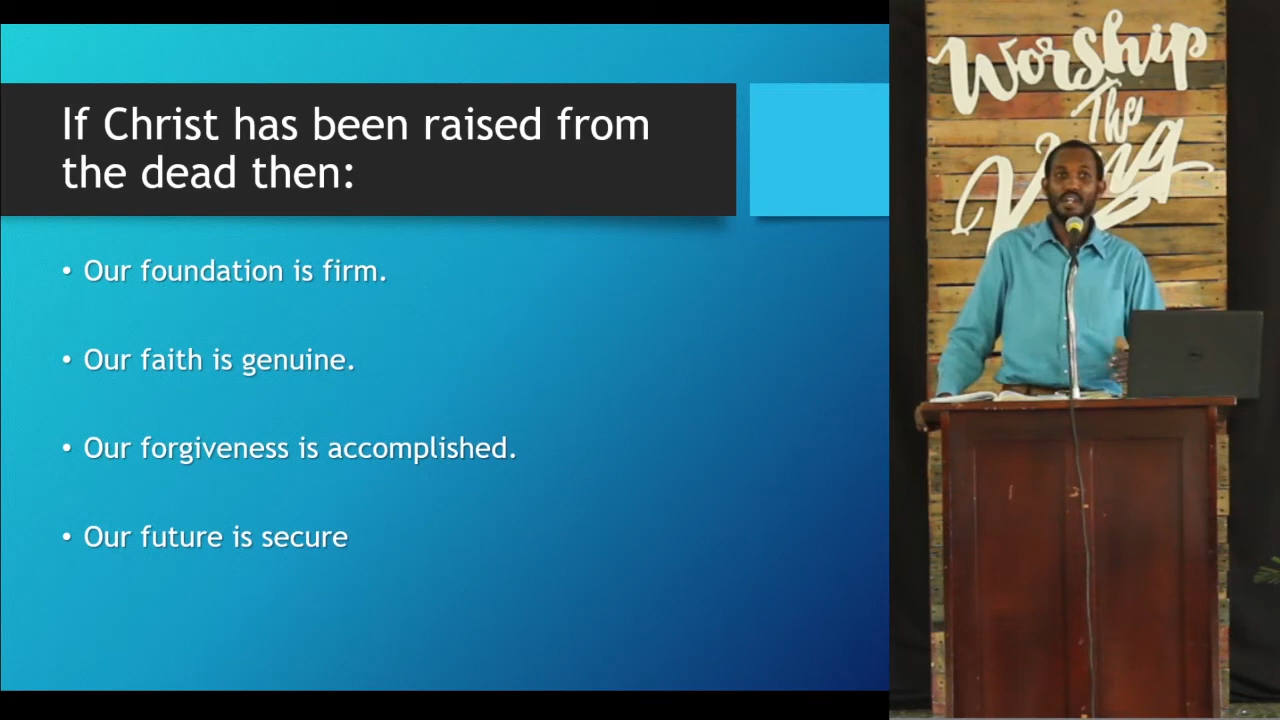 If Christ has been raised from
the dead then:
• Our foundation is firm.
• Our faith is genuine.
• Our forgiveness is accomplished.
• Our future is secure
Worship
The
King